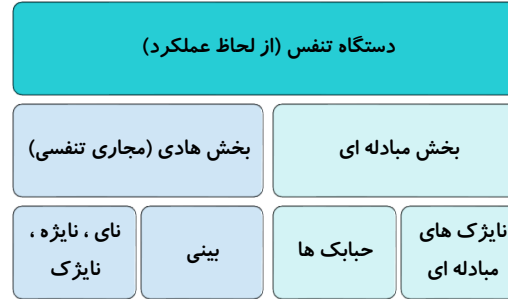 دستگاه تنفس (از لحاظ عملکرد)
بخش مبادله ای
بخش هادی (مجاری تنفسی)
نایژک های
مبادله ای
حبابک ها
بینی
نای ، نایژه ،
نایژک